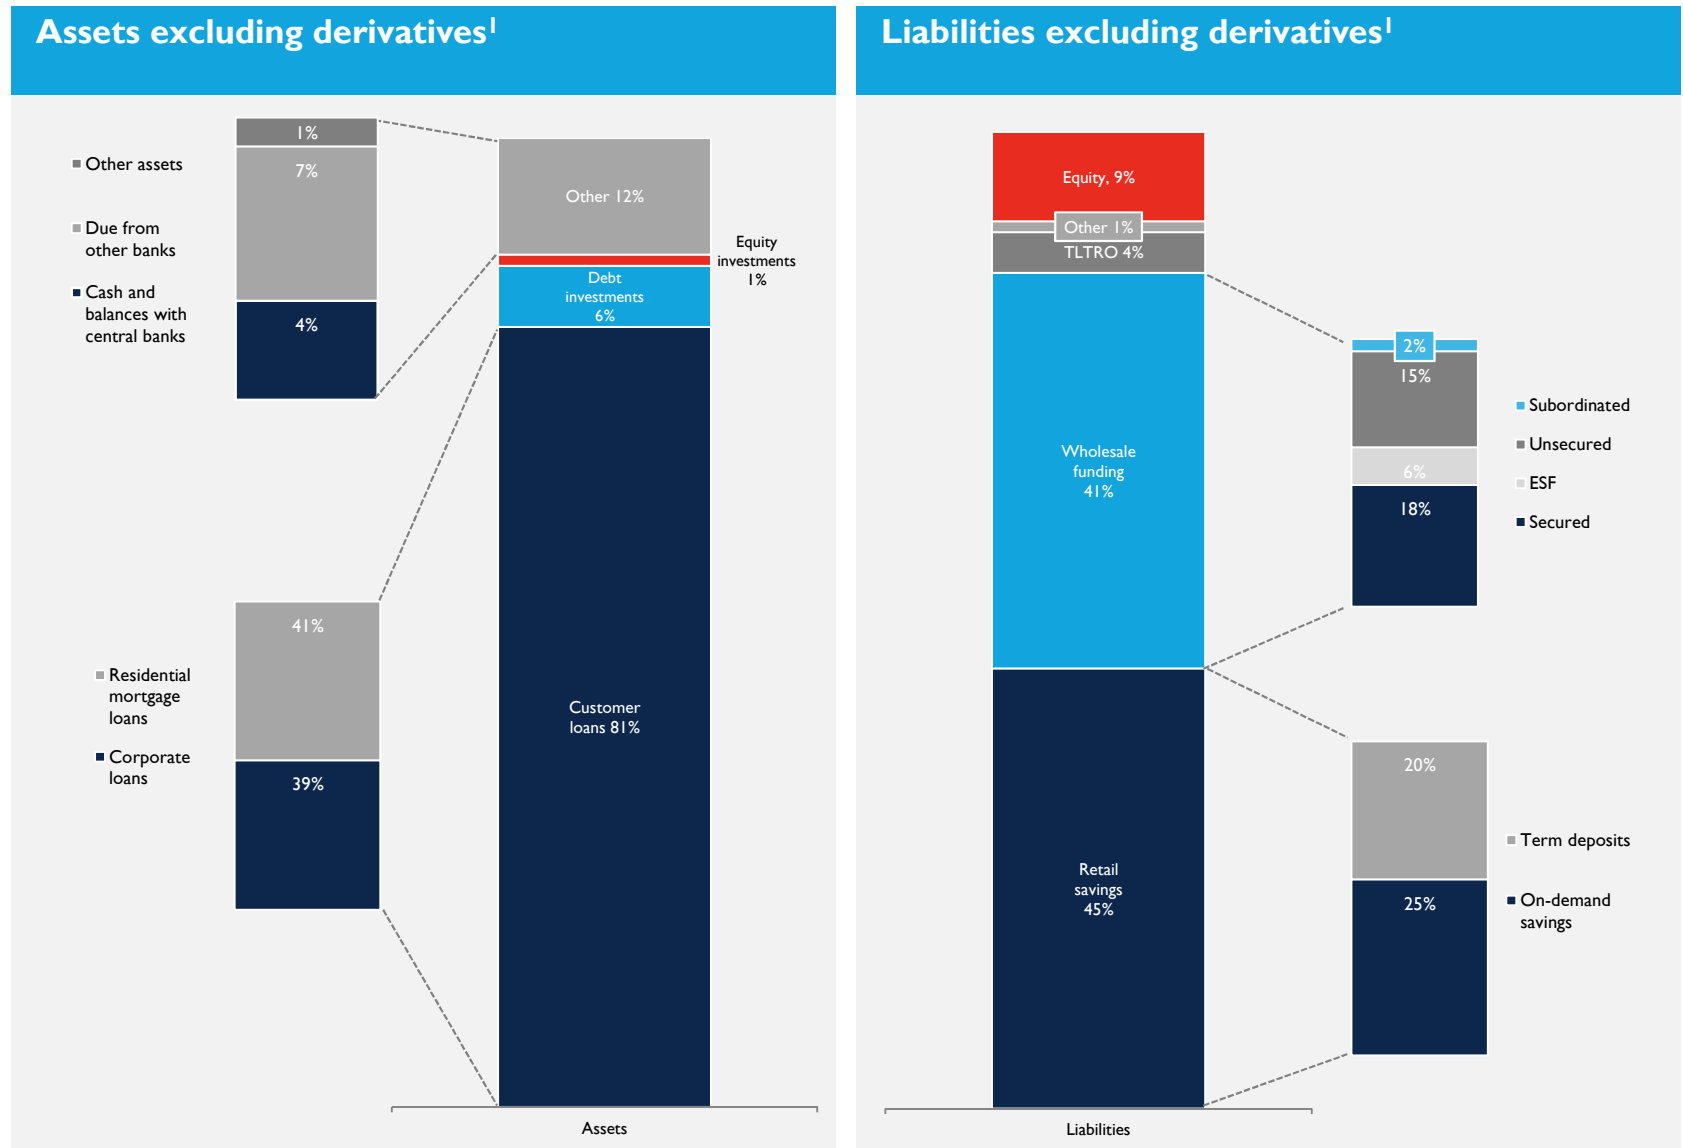 Assets excluding derivatives¹
1%
7%
4%
Other assets
Due from
other banks
Cash and
balances with
central banks
Other 12%
Equity
investments
1%
Debt
investments
6%
41%
39%
Residential
mortgage
loans
Corporate
loans
Customer
loans 81%
Assets
Liabilities excluding derivatives¹
Equity, 9%
Other 1%
TLTRO 4%
Wholesale
funding
41%
2%
15%
6%
18%
Subordinated
Unsecured
ESF
Secured
Retail
savings
45%
20%
25%
Term deposits
On-demand
savings
Liabilities